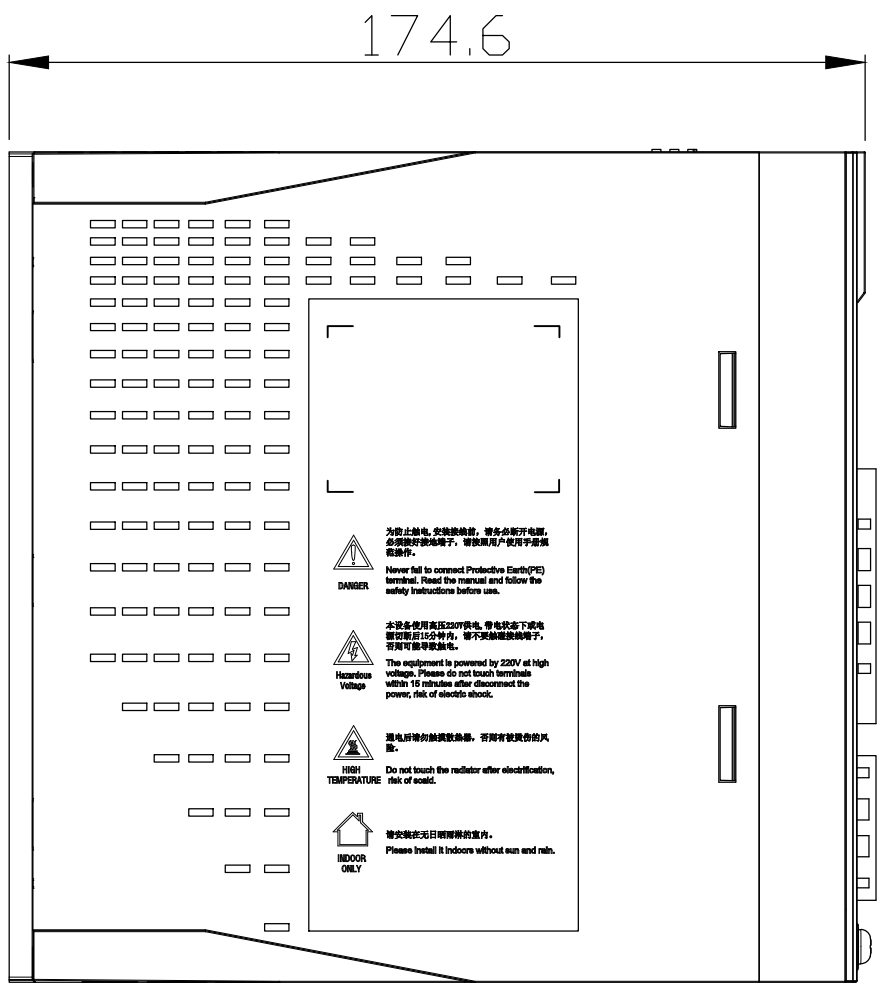 174.6
为防止触电,安装接线前，请务必断开电源，
必须接好接地端子，请按照用户使用手册规
范操作。
DANGER
Never fail to connect Protective Earth(PE)
terminal. Read the manual and follow the
safety instructions before use.
本设备使用高压220V供电,带电状态下或电
源切断后15分钟内，请不要触碰接线端子，
否则可能导致触电。
Hazardous
Voltage
The equipment is powered by 220V at high
voltage. Please do not touch terminals
within 15 minutes after disconnect the
power, risk of electric shock.
通电后请勿触摸散热器，否则有被烫伤的风
险。
HIGH
TEMPERATURE
Do not touch the radiator after electrification,
risk of scald.
请安装在无日晒雨淋的室内。
INDOOR
ONLY
Please install it indoors without sun and rain.